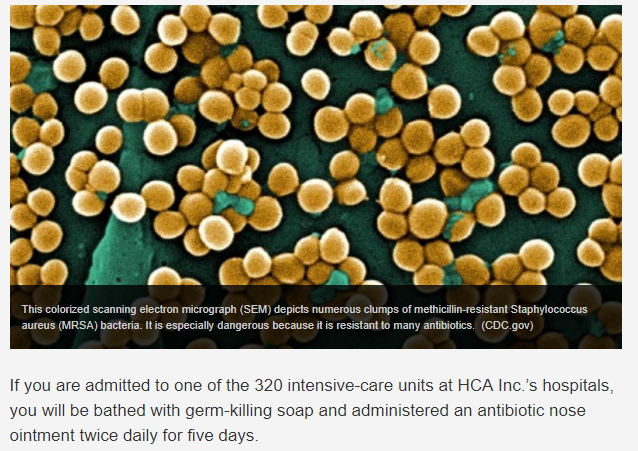 This colorized scanning electron micrograph (SEM) depicts numerous clumps of methicillin-resistant Staphylococcus
aureus (MRSA) bacteria. It is especially dangerous because it is resistant to many antibiotics. (CDC.gov)
If you are admitted to one of the 320 intensive-care units at HCA Inc.’s hospitals,
you will be bathed with germ-killing soap and administered an antibiotic nose
ointment twice daily for five days.